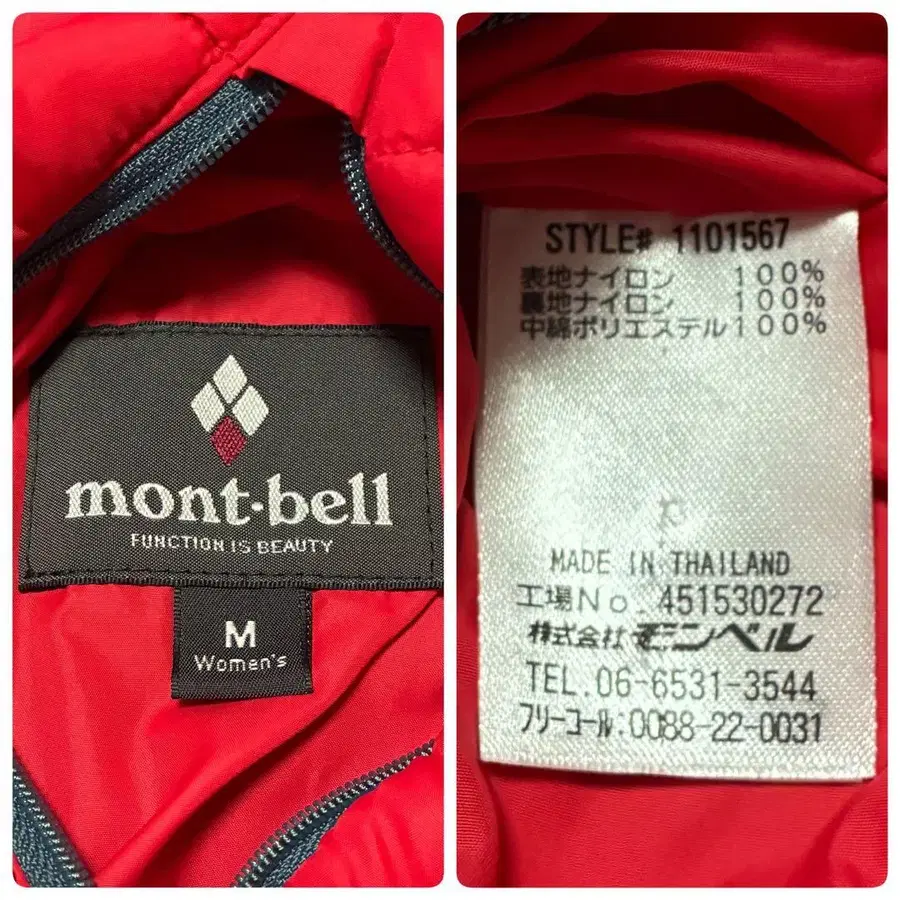 mont-bell
FUNCTION IS BEAUTY
M
Women's
STYLE# 1101567
表地ナイロン 100%
裏地ナイロン 100%
中綿ポリエステル100%
MADE IN THAILAND
工場No. 451530272
株式会社モンベル
TEL.06-6531-3544
フリーコール:0088-22-0031